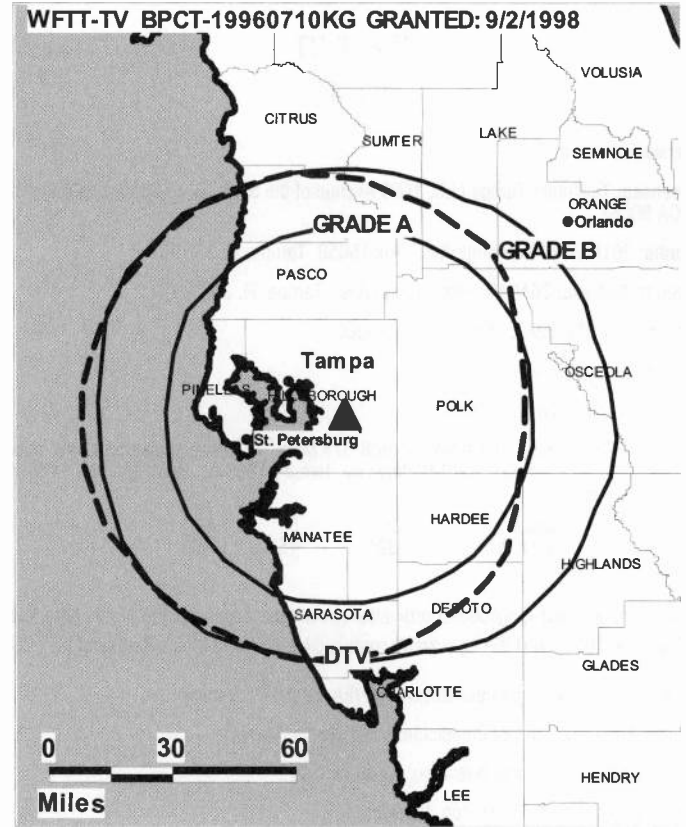 WFTT-TV BPCT-19960710KG GRANTED: 9/2/1998
VOLUSIA
CITRUS
SUMTER
LAKE
SEMINOLE
ORANGE
Orlando
GRADE A
GRADE B
PASCO
Tampa
OSCEOLA
PINELLAS
HILLSBOROUGH
POLK
St. Petersburg
HARDEE
MANATEE
HIGHLANDS
SARASOTA
DESOTO
DTV
GLADES
CHARLOTTE
0 30 60
Miles
HENDRY
LEE